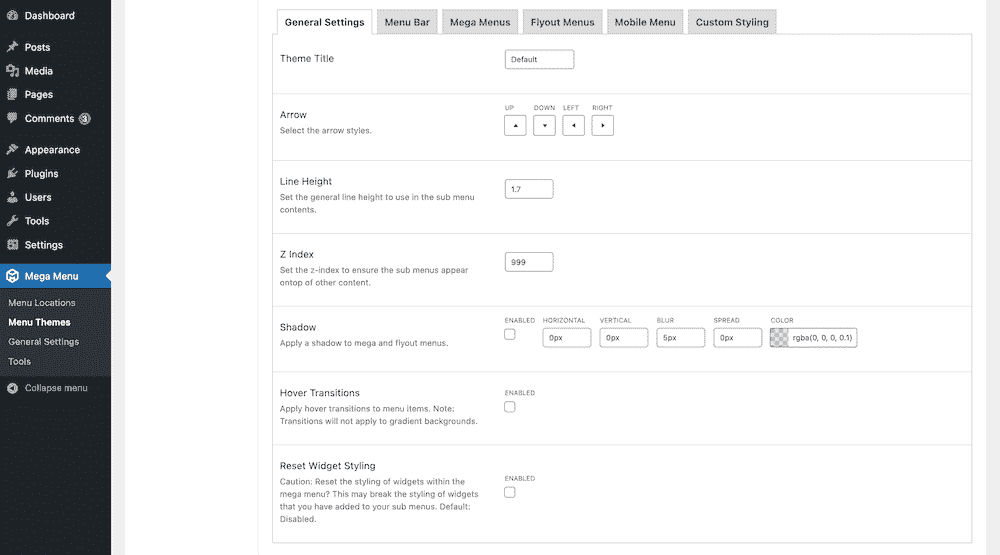 Dashboard
Posts
Media
Pages
Comments 3
Appearance
Plugins
Users
Tools
Settings
Mega Menu
Menu Locations
Menu Themes
General Settings
Tools
Collapse menu
General Settings Menu Bar Mega Menus Flyout Menus Mobile Menu Custom Styling
Theme Title
Default
Arrow
Select the arrow styles.
UP DOWN LEFT RIGHT
Line Height
Set the general line height to use in the sub menu
contents.
1.7
Z Index
Set the z-index to ensure the sub menus appear
ontop of other content.
999
Shadow
Apply a shadow to mega and flyout menus.
ENABLED HORIZONTAL VERTICAL BLUR SPREAD COLOR
0px 0px 5px 0px rgba(0, 0, 0, 0.1)
Hover Transitions
Apply hover transitions to menu items. Note:
Transitions will not apply to gradient backgrounds.
ENABLED
Reset Widget Styling
Caution: Reset the styling of widgets within the
mega menu? This may break the styling of widgets
that you have added to your sub menus. Default:
Disabled.
ENABLED